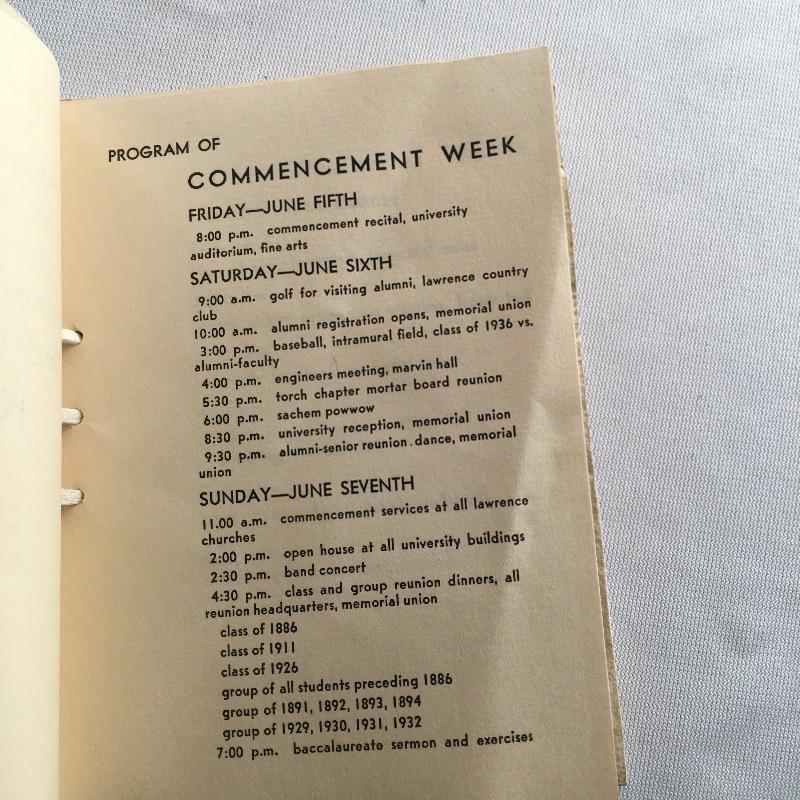 PROGRAM OF
COMMENCEMENT WEEK
FRIDAY—JUNE FIFTH
8:00 p.m. commencement recital, university
auditorium, fine arts
SATURDAY—JUNE SIXTH
9:00 a.m. golf for visiting alumni, lawrence country
club
10:00 a.m. alumni registration opens, memorial union
3:00 p.m. baseball, intramural field, class of 1936 vs.
alumni-faculty
4:00 p.m. engineers meeting, marvin hall
5:30 p.m. torch chapter mortar board reunion
6:00 p.m. sachem powwow
8:30 p.m. university reception, memorial union
9:30 p.m. alumni-senior reunion . dance, memorial
union
SUNDAY—JUNE SEVENTH
11.00 a.m. commencement services at all lawrence
churches
2:00 p.m. open house at all university buildings
2:30 p.m. band concert
4:30 p.m. class and group reunion dinners, all
reunion headquarters, memorial union
class of 1886
class of 1911
class of 1926
group of all students preceding 1886
group of 1891, 1892, 1893, 1894
group of 1929, 1930, 1931, 1932
7:00 p.m. baccalaureate sermon and exercises